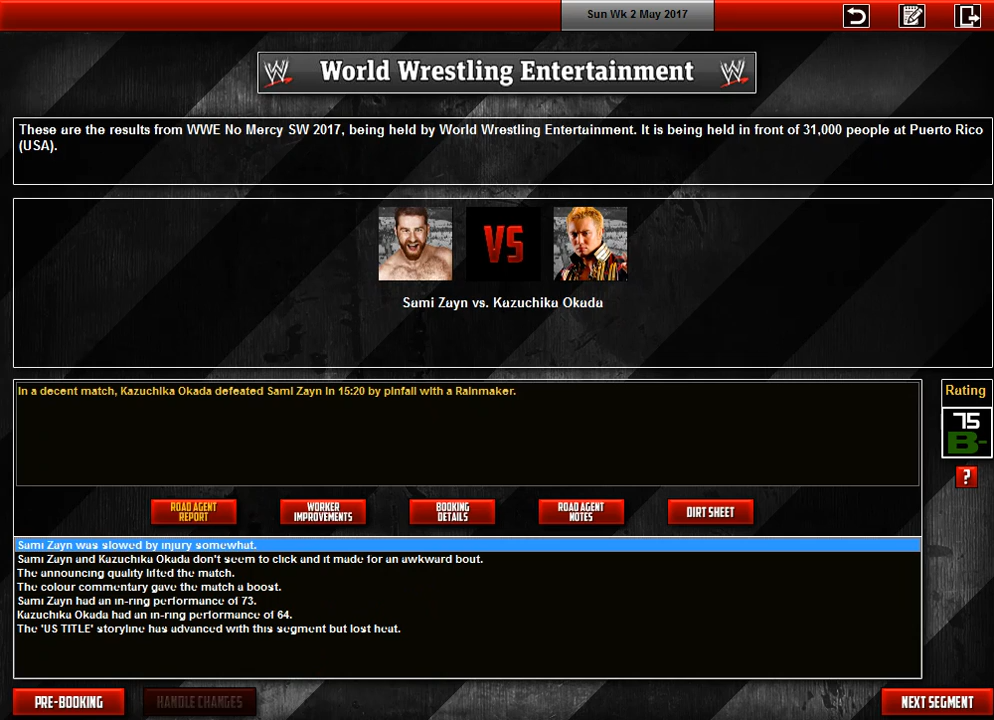 Sun Wk 2 May 2017
World Wrestling Entertainment
These are the results from WWE No Mercy SW 2017, being held by World Wrestling Entertainment. It is being held in front of 31,000 people at Puerto Rico
(USA).
VS
Sami Zayn vs. Kazuchika Okada
In a decent match, Kazuchika Okada defeated Sami Zayn in 15:20 by pinfall with a Rainmaker.
Rating
75
B-
?
ROAD AGENT REPORT
WORKER IMPROVEMENTS
BOOKING DETAILS
ROAD AGENT NOTES
DIRT SHEET
Sami Zayn was slowed by injury somewhat.
Sami Zayn and Kazuchika Okada don't seem to click and it made for an awkward bout.
The announcing quality lifted the match.
The colour commentary gave the match a boost.
Sami Zayn had an in-ring performance of 73.
Kazuchika Okada had an in-ring performance of 64.
The 'US TITLE' storyline has advanced with this segment but lost heat.
PRE-BOOKING
HANDLE CHANGES
NEXT SEGMENT